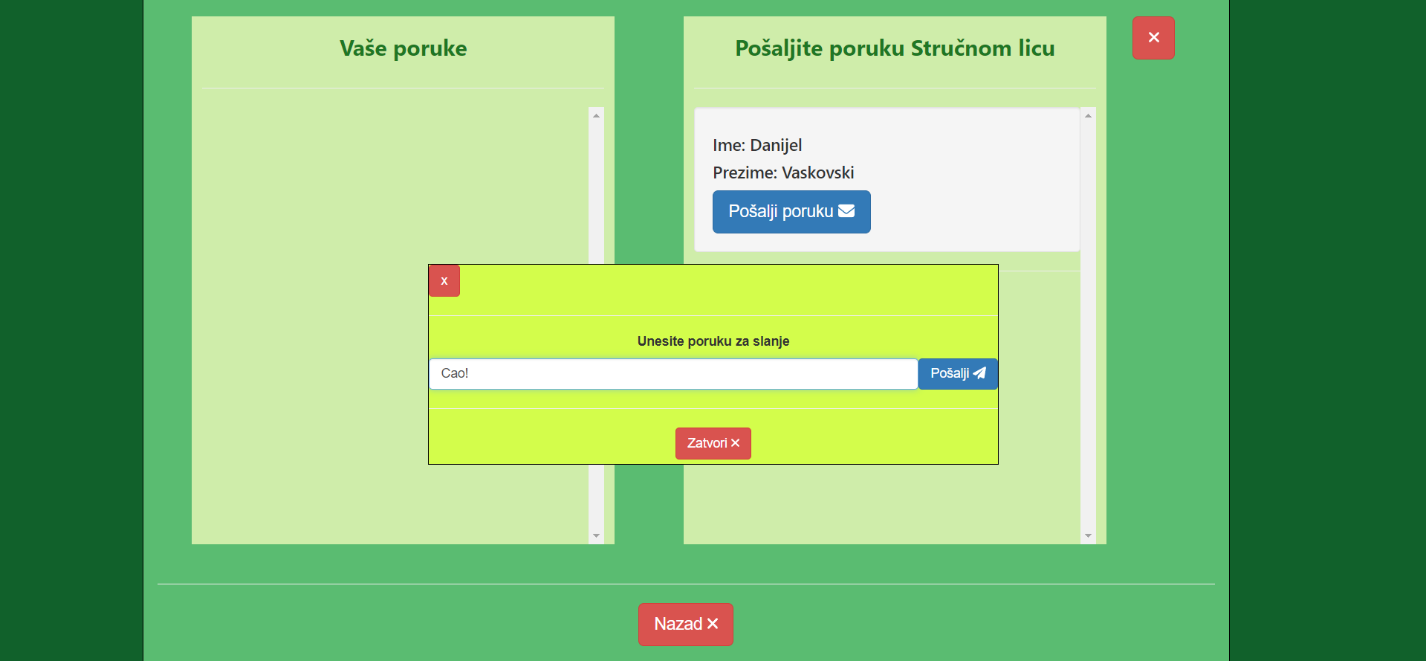 Vaše poruke
Pošaljite poruku Stručnom licu
Ime: Danijel
Prezime: Vaskovski
Pošalji poruku
x
Unesite poruku za slanje
Cao!
Pošalji
Zatvori
Nazad